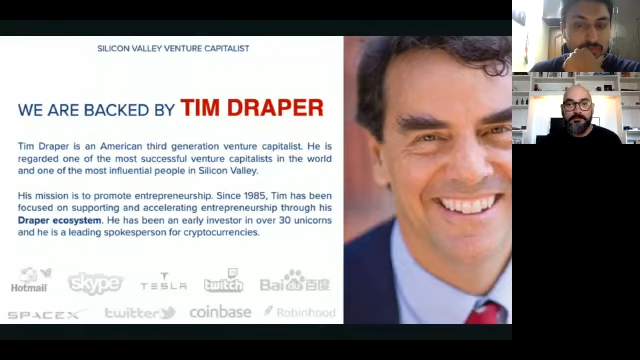 SILICON VALLEY VENTURE CAPITALIST
WE ARE BACKED BY TIM DRAPER
Tim Draper is an American third generation venture capitalist. He is
regarded one of the most successful venture capitalists in the world
and one of the most influential people in Silicon Valley.
His mission is to promote entrepreneurship. Since 1985, Tim has been
focused on supporting and accelerating entrepreneurship through his
Draper ecosystem. He has been an early investor in over 30 unicorns
and he is a leading spokesperson for cryptocurrencies.
Hotmail skype TESLA twitch Baidu百度
SPACEX twitter coinbase Robinhood